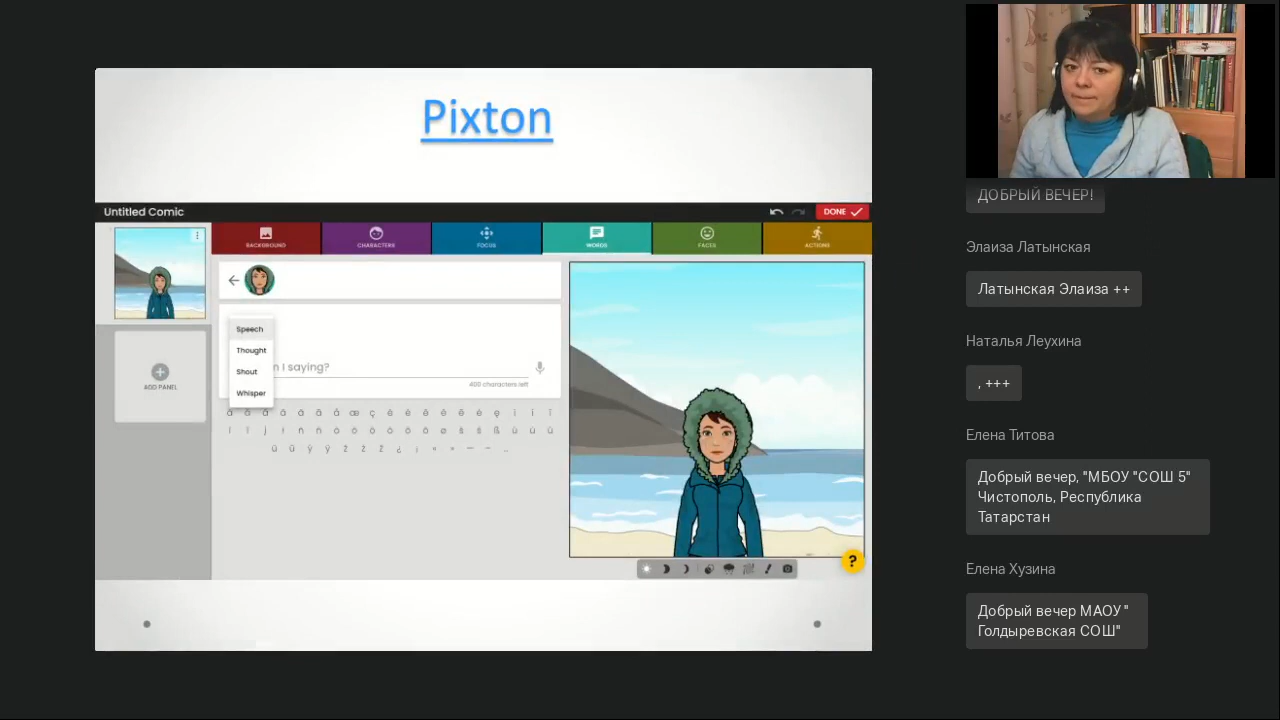 Pixton
Untitled Comic
DONE
BACKGROUND
CHARACTERS
FOCUS
WORDS
FACES
ACTIONS
Speech
Thought
Shout
Whisper
I saying?
400 characters left
ADD PANEL
?
ДОБРЫЙ ВЕЧЕР!
Элаиза Латынская
Латынская Элаиза ++
Наталья Леухина
, +++
Елена Титова
Добрый вечер, "МБОУ "СОШ 5"
Чистополь, Республика
Татарстан
Елена Хузина
Добрый вечер МАОУ "
Голдыревская СОШ"